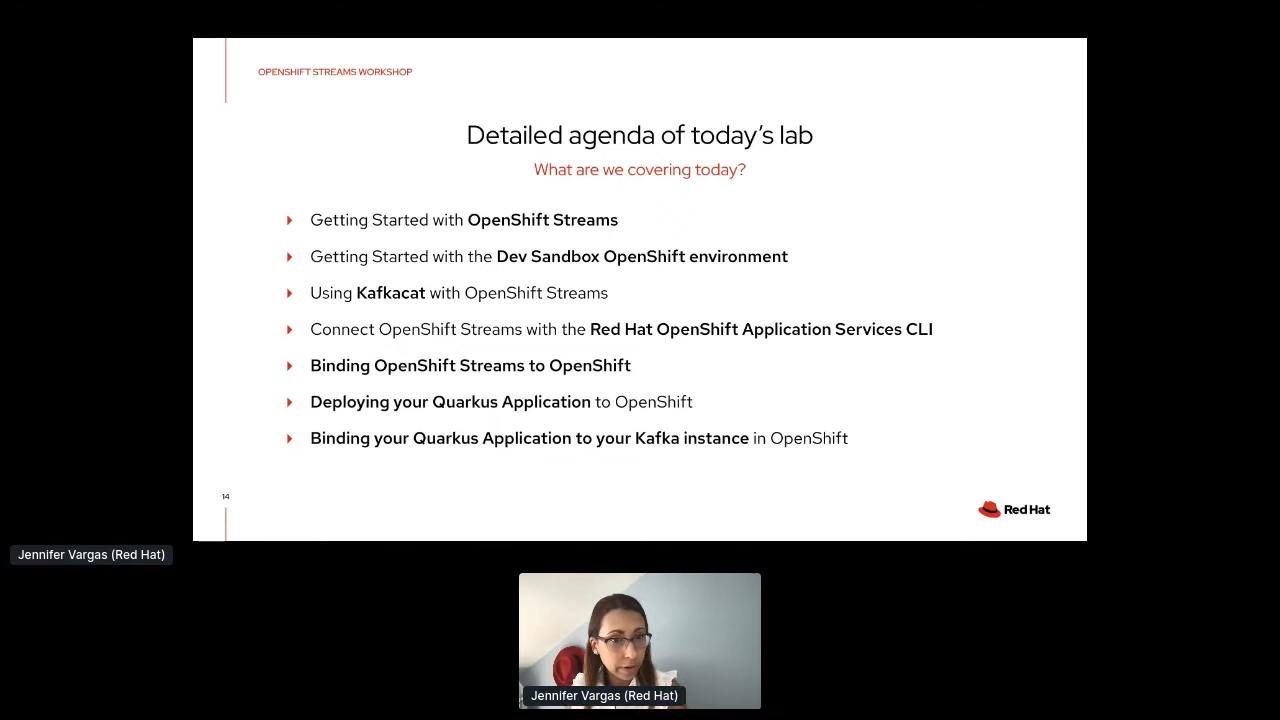 OPENSHIFT STREAMS WORKSHOP
Detailed agenda of today’s lab
What are we covering today?
Getting Started with OpenShift Streams
Getting Started with the Dev Sandbox OpenShift environment
Using Kafkacat with OpenShift Streams
Connect OpenShift Streams with the Red Hat OpenShift Application Services CLI
Binding OpenShift Streams to OpenShift
Deploying your Quarkus Application to OpenShift
Binding your Quarkus Application to your Kafka instance in OpenShift
14
Red Hat
Jennifer Vargas (Red Hat)
Jennifer Vargas (Red Hat)